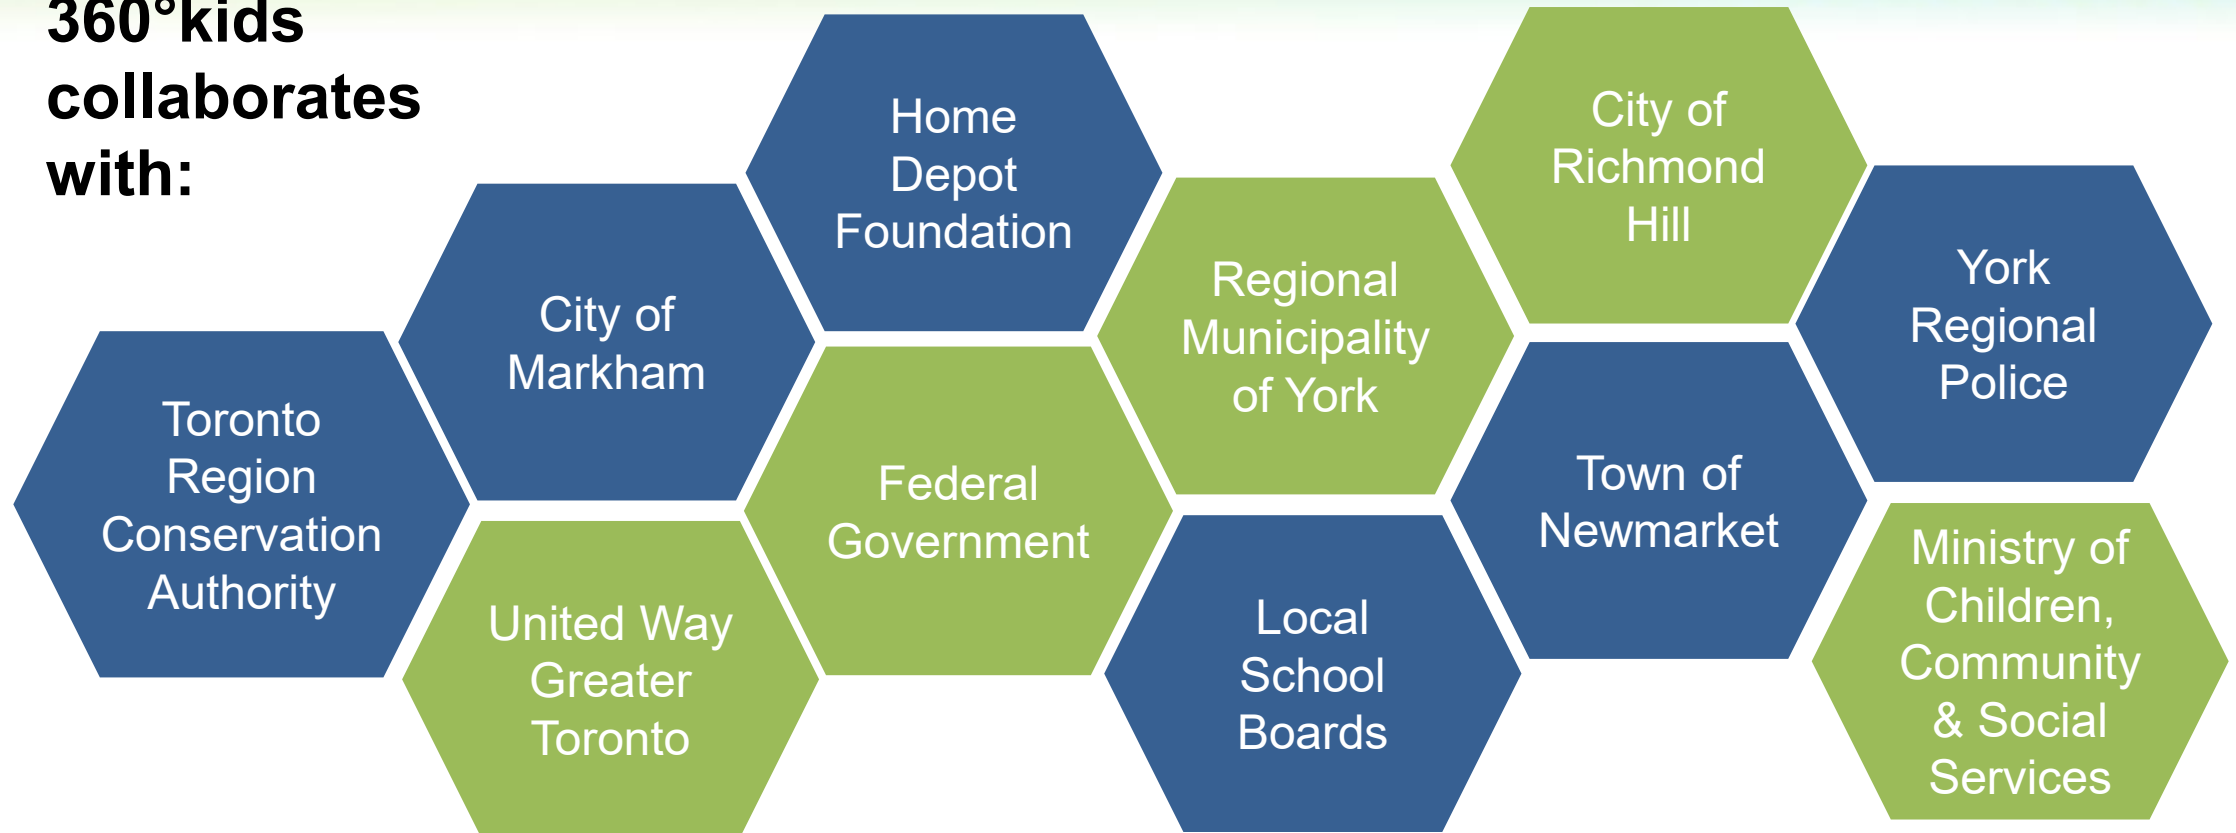 360°kids
collaborates
with:
Home
Depot
Foundation
City of
Richmond
Hill
York
Regional
Police
Regional
Municipality
of York
City of
Markham
Toronto
Region
Conservation
Authority
Federal
Government
Town of
Newmarket
United Way
Greater
Toronto
Local
School
Boards
Ministry of
Children,
Community
& Social
Services